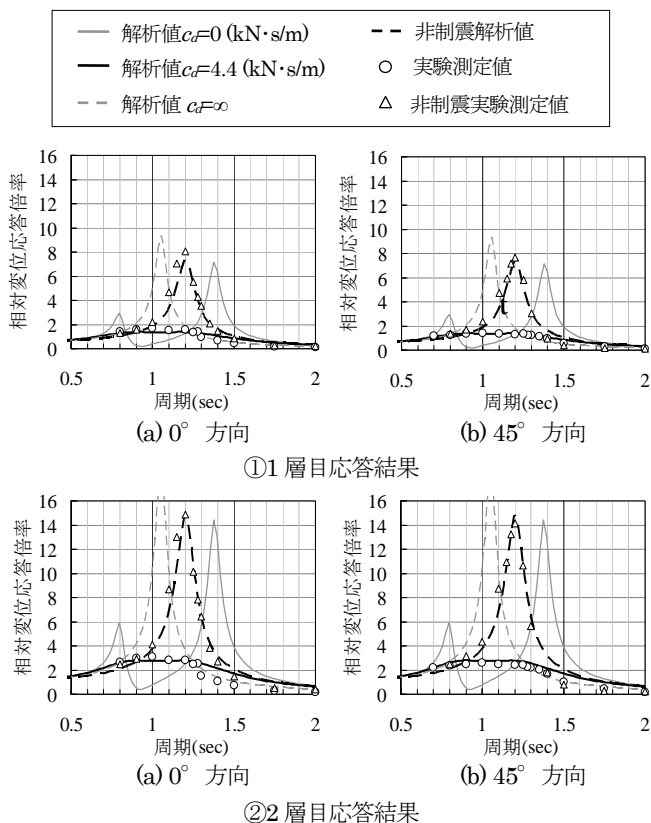 解析値cd=0 (kN・s/m)
非制震解析値
解析値cd=4.4 (kN・s/m)
実験測定値
解析値 cd=∞
非制震実験測定値
相対変位応答倍率
16
14
12
10
8
6
4
2
0
0.5 1 1.5 2
周期(sec)
(a) 0° 方向
相対変位応答倍率
16
14
12
10
8
6
4
2
0
0.5 1 1.5 2
周期(sec)
(b) 45° 方向
①1 層目応答結果
相対変位応答倍率
16
14
12
10
8
6
4
2
0
0.5 1 1.5 2
周期(sec)
(a) 0° 方向
相対変位応答倍率
16
14
12
10
8
6
4
2
0
0.5 1 1.5 2
周期(sec)
(b) 45° 方向
②2 層目応答結果